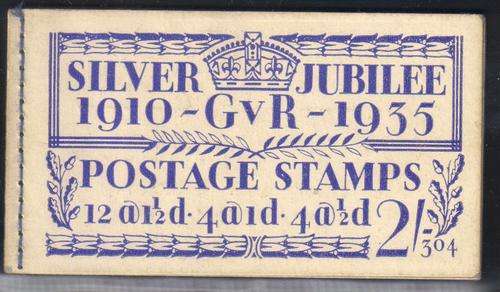 SILVER JUBILEE
1910 - GVR - 1935
POSTAGE STAMPS
12@1½d·4@1d·4@½d 2/-
304